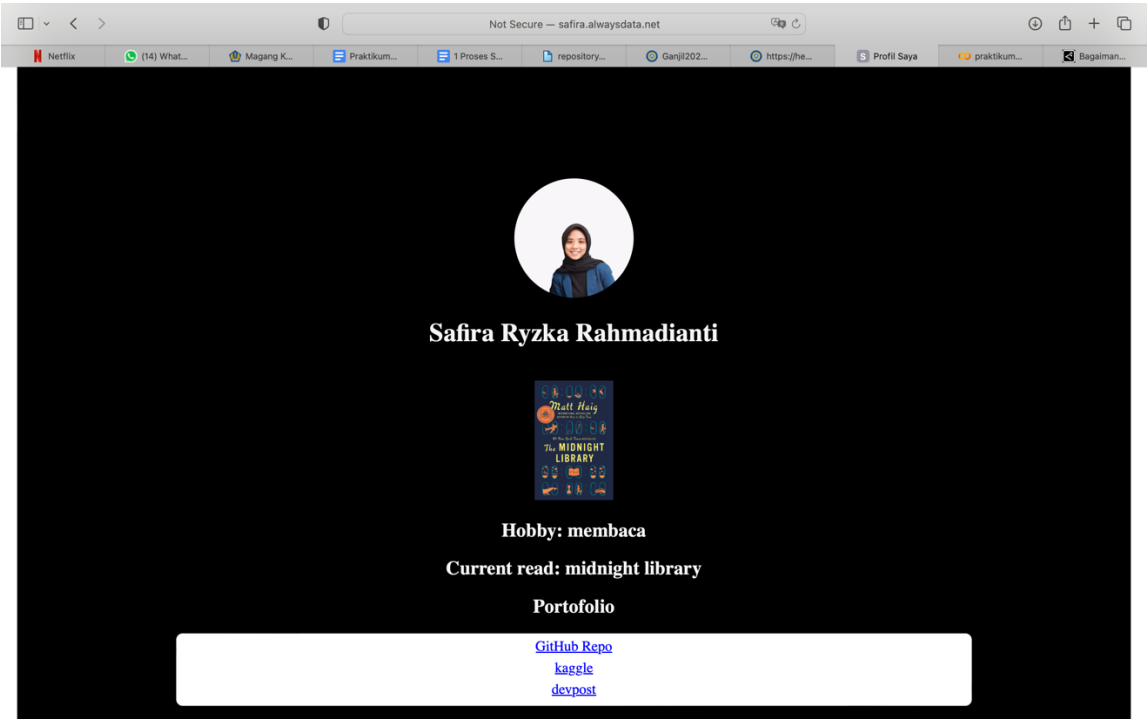 Not Secure — safira.alwaysdata.net
Netflix
(14) What...
Magang K...
Praktikum...
1 Proses S...
repository...
Ganjil202...
https://he...
Profil Saya
praktikum...
Bagaiman...
Safira Ryzka Rahmadianti
Matt Haig
The MIDNIGHT
LIBRARY
Hobby: membaca
Current read: midnight library
Portofolio
GitHub Repo
kaggle
devpost